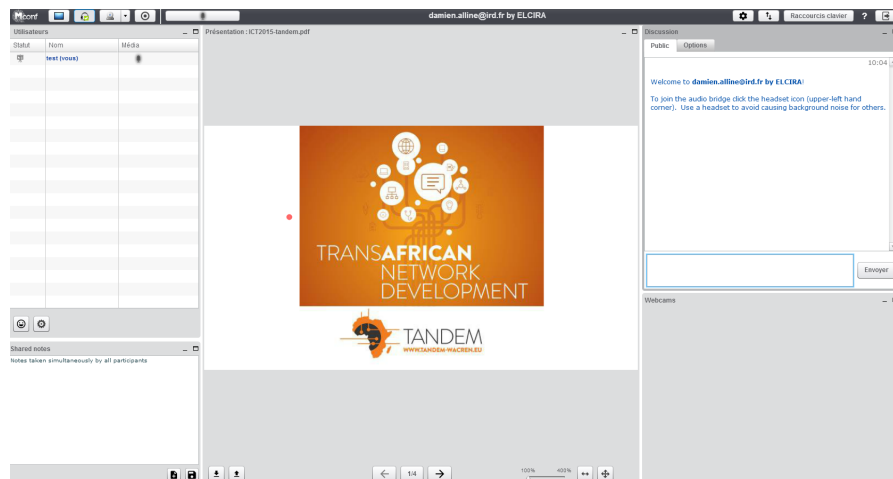 Mconf
damien.alline@ird.fr by ELCIRA
Raccourcis clavier
?
Utilisateurs
Statut Nom Média
test (vous)
Shared notes
Notes taken simultaneously by all participants
Présentation : ICT2015-tandem.pdf
TRANSAFRICAN
NETWORK
DEVELOPMENT
TANDEM
WWW.TANDEM-WACREN.EU
1/4
100% 400%
Discussion
Public Options
10:04
Welcome to damien.alline@ird.fr by ELCIRA!
To join the audio bridge click the headset icon (upper-left hand
corner). Use a headset to avoid causing background noise for others.
Envoyer
Webcams